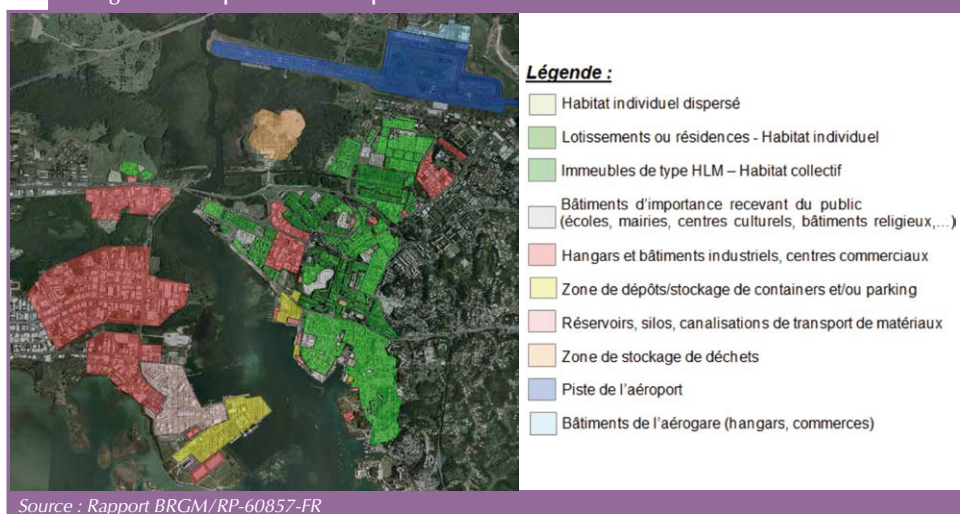 Légende :
Habitat individuel dispersé
Lotissements ou résidences - Habitat individuel
Immeubles de type HLM – Habitat collectif
Bâtiments d'importance recevant du public
(écoles, mairies, centres culturels, bâtiments religieux,...)
Hangars et bâtiments industriels, centres commerciaux
Zone de dépôts/stockage de containers et/ou parking
Réservoirs, silos, canalisations de transport de matériaux
Zone de stockage de déchets
Piste de l'aéroport
Bâtiments de l'aérogare (hangars, commerces)
Source : Rapport BRGM/RP-60857-FR